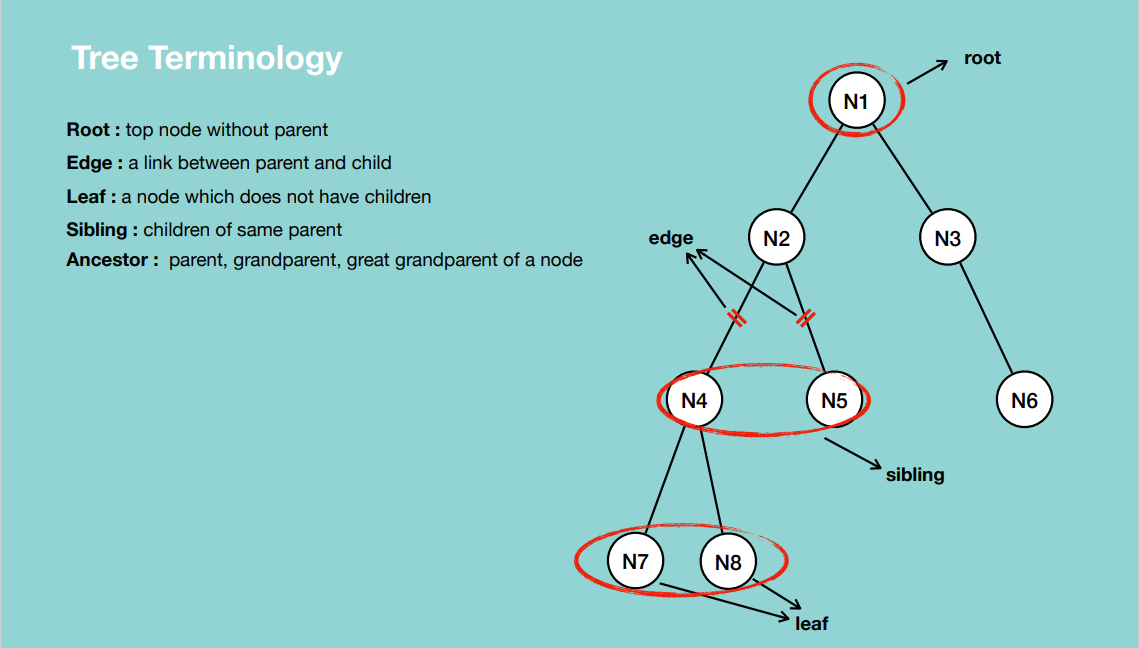 Tree Terminology
Root : top node without parent
Edge : a link between parent and child
Leaf : a node which does not have children
Sibling : children of same parent
Ancestor :  parent, grandparent, great grandparent of a node
root
N1
edge
N2
N3
N4
N5
N6
sibling
N7
N8
leaf